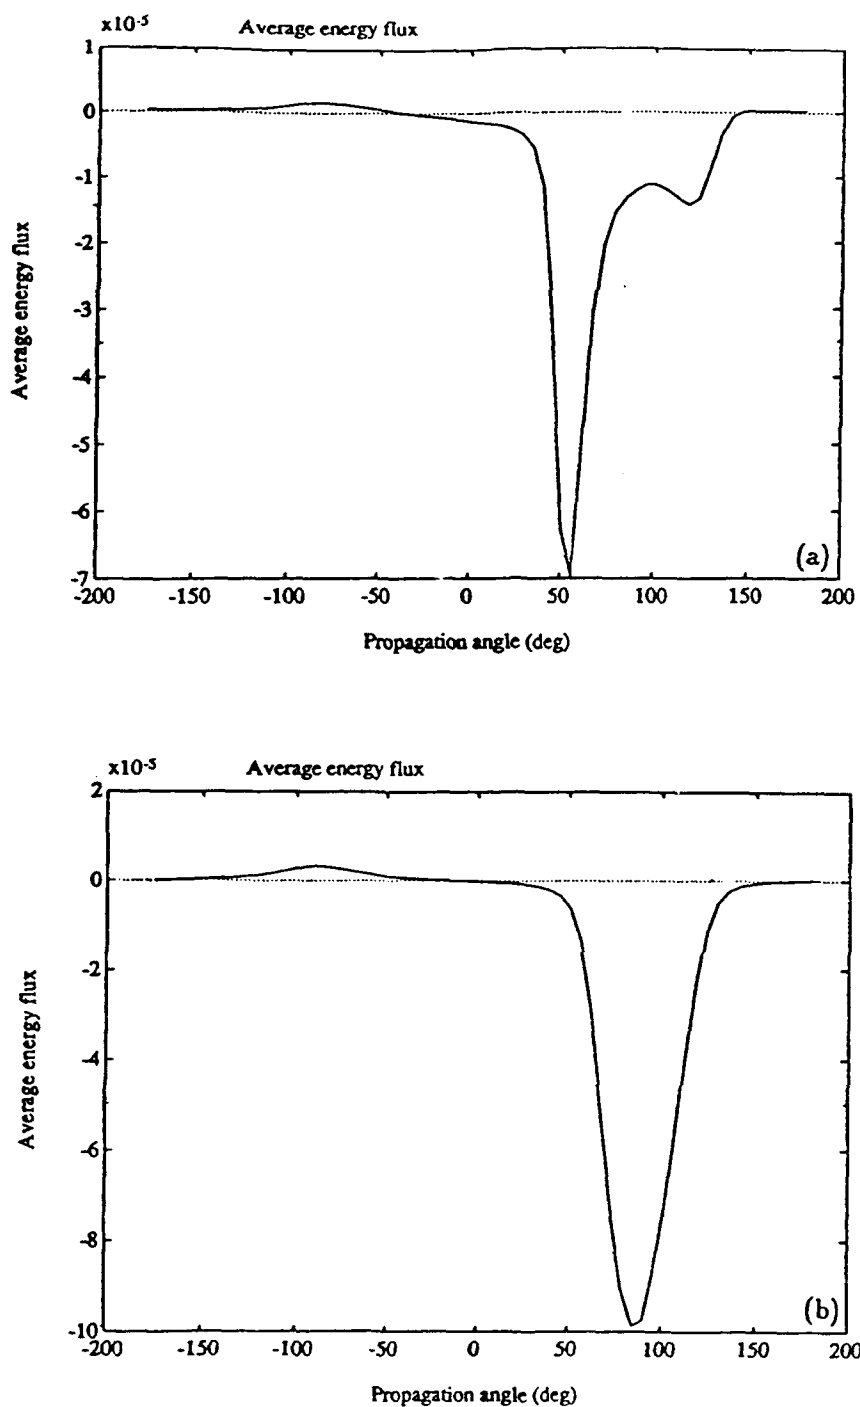 x10-5 Average energy flux
1
0
-1
-2
-3
-4
-5
-6
-7
Average energy flux
(a)
-200 -150 -100 -50 0 50 100 150 200
Propagation angle (deg)
x10-5 Average energy flux
2
0
-2
-4
-6
-8
-10
Average energy flux
(b)
-200 -150 -100 -50 0 50 100 150 200
Propagation angle (deg)